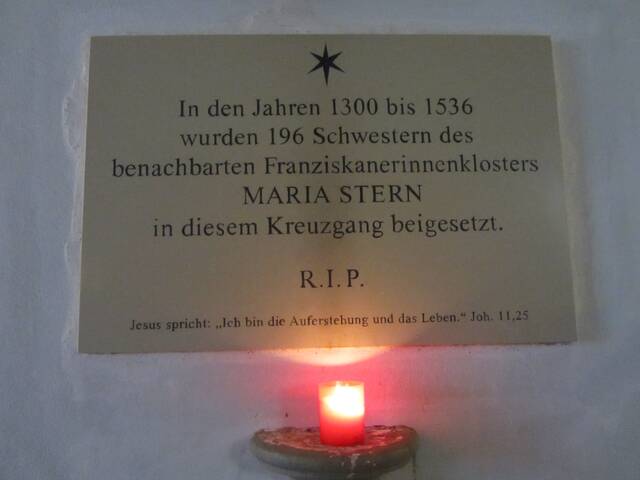 In den Jahren 1300 bis 1536
wurden 196 Schwestern des
benachbarten Franziskanerinnenklosters
MARIA STERN
in diesem Kreuzgang beigesetzt.
R.I.P.
Jesus spricht: „Ich bin die Auferstehung und das Leben.“ Joh. 11,25